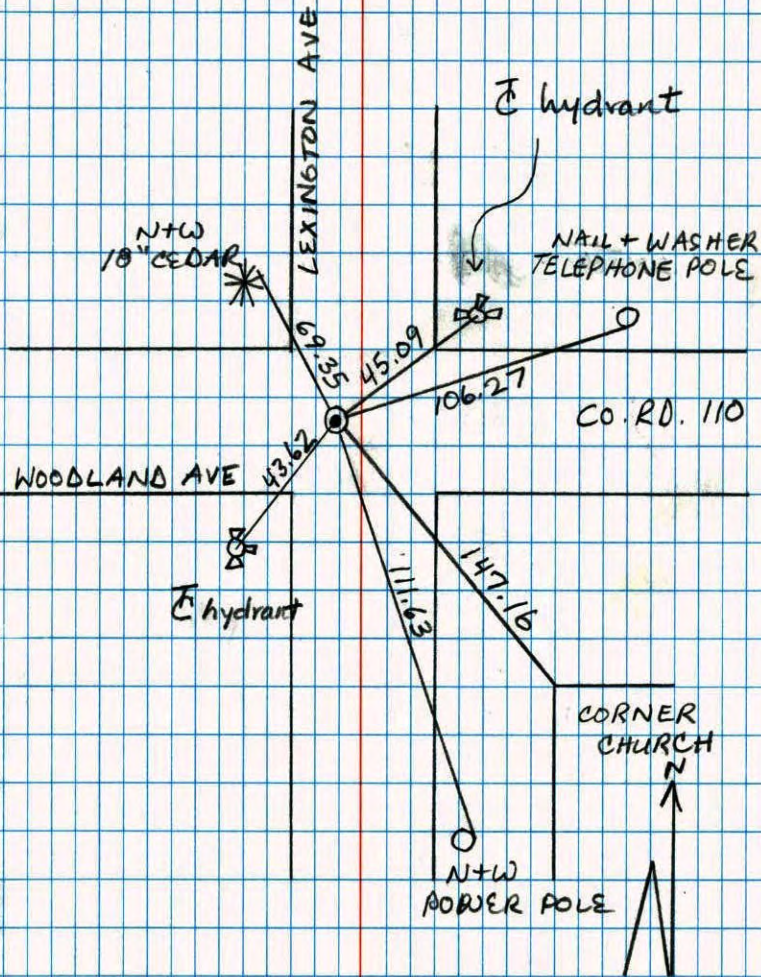 LEXINGTON AVE
hydrant
N+W
18" CEDAR
NAIL + WASHER
TELEPHONE POLE
69.35
45.09
106.27
CO. RD. 110
43.62
WOODLAND AVE
147.16
111.63
hydrant
CORNER
CHURCH
N
N+W
POWER POLE